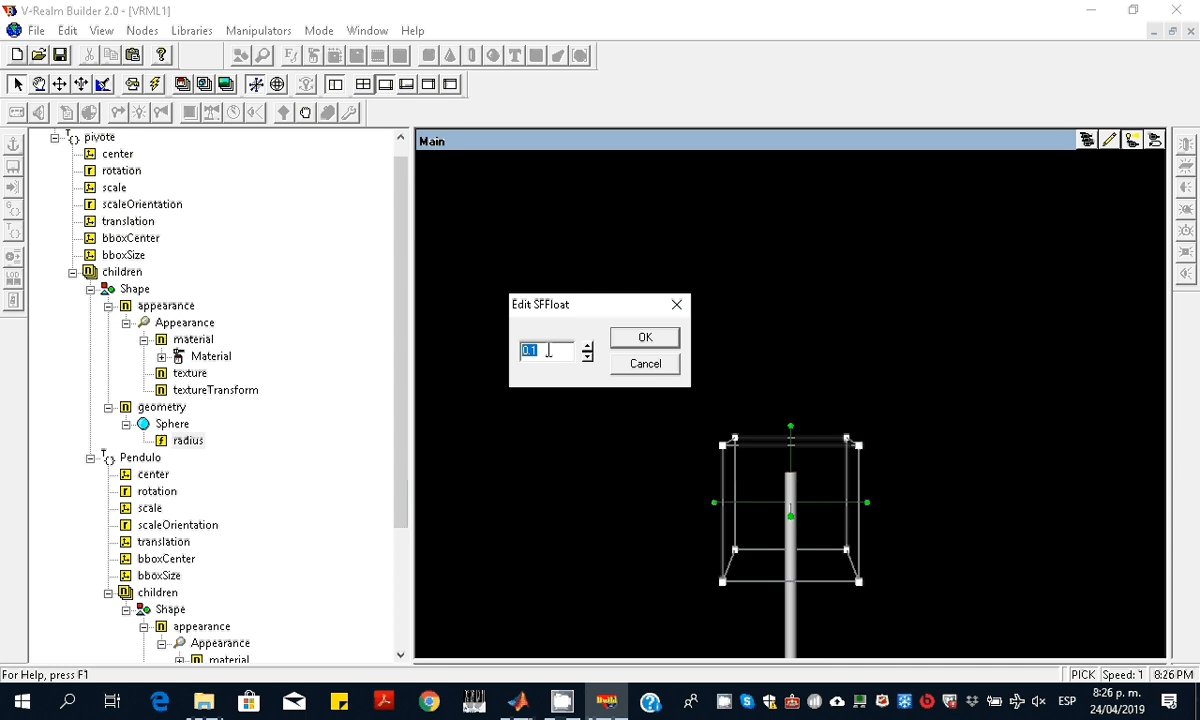 V-Realm Builder 2.0 - [VRML1]
File Edit View Nodes Libraries Manipulators Mode Window Help
pivote
center
rotation
scale
scaleOrientation
translation
bboxCenter
bboxSize
children
Shape
appearance
Appearance
material
Material
texture
textureTransform
geometry
Sphere
radius
Pendulo
center
rotation
scale
scaleOrientation
translation
bboxCenter
bboxSize
children
Shape
appearance
Appearance
material
Main
Edit SFFloat
0.1
OK
Cancel
For Help, press F1
PICK Speed: 1 8:26 PM
ESP
8:26 p. m.
24/04/2019